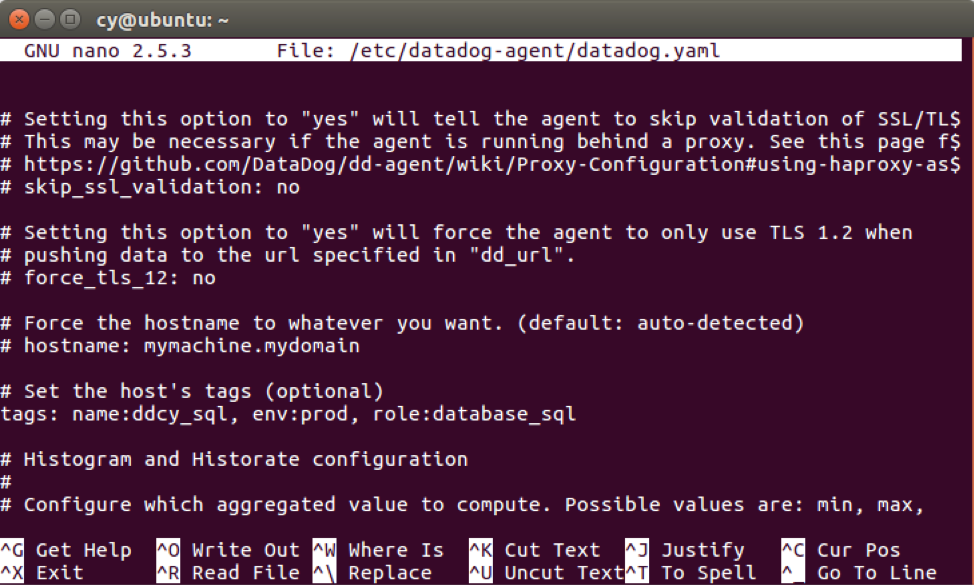 cy@ubuntu: ~
GNU nano 2.5.3 File: /etc/datadog-agent/datadog.yaml
# Setting this option to "yes" will tell the agent to skip validation of SSL/TL$
# This may be necessary if the agent is running behind a proxy. See this page f$
# https://github.com/DataDog/dd-agent/wiki/Proxy-Configuration#using-haproxy-as$
# skip_ssl_validation: no
# Setting this option to "yes" will force the agent to only use TLS 1.2 when
# pushing data to the url specified in "dd_url".
# force_tls_12: no
# Force the hostname to whatever you want. (default: auto-detected)
# hostname: mymachine.mydomain
# Set the host's tags (optional)
tags: name:ddcy_sql, env:prod, role:database_sql
# Histogram and Historate configuration
#
# Configure which aggregated value to compute. Possible values are: min, max,
^G Get Help ^O Write Out ^W Where Is ^K Cut Text ^J Justify ^C Cur Pos
^X Exit ^R Read File ^\ Replace ^U Uncut Text ^T To Spell ^_ Go To Line